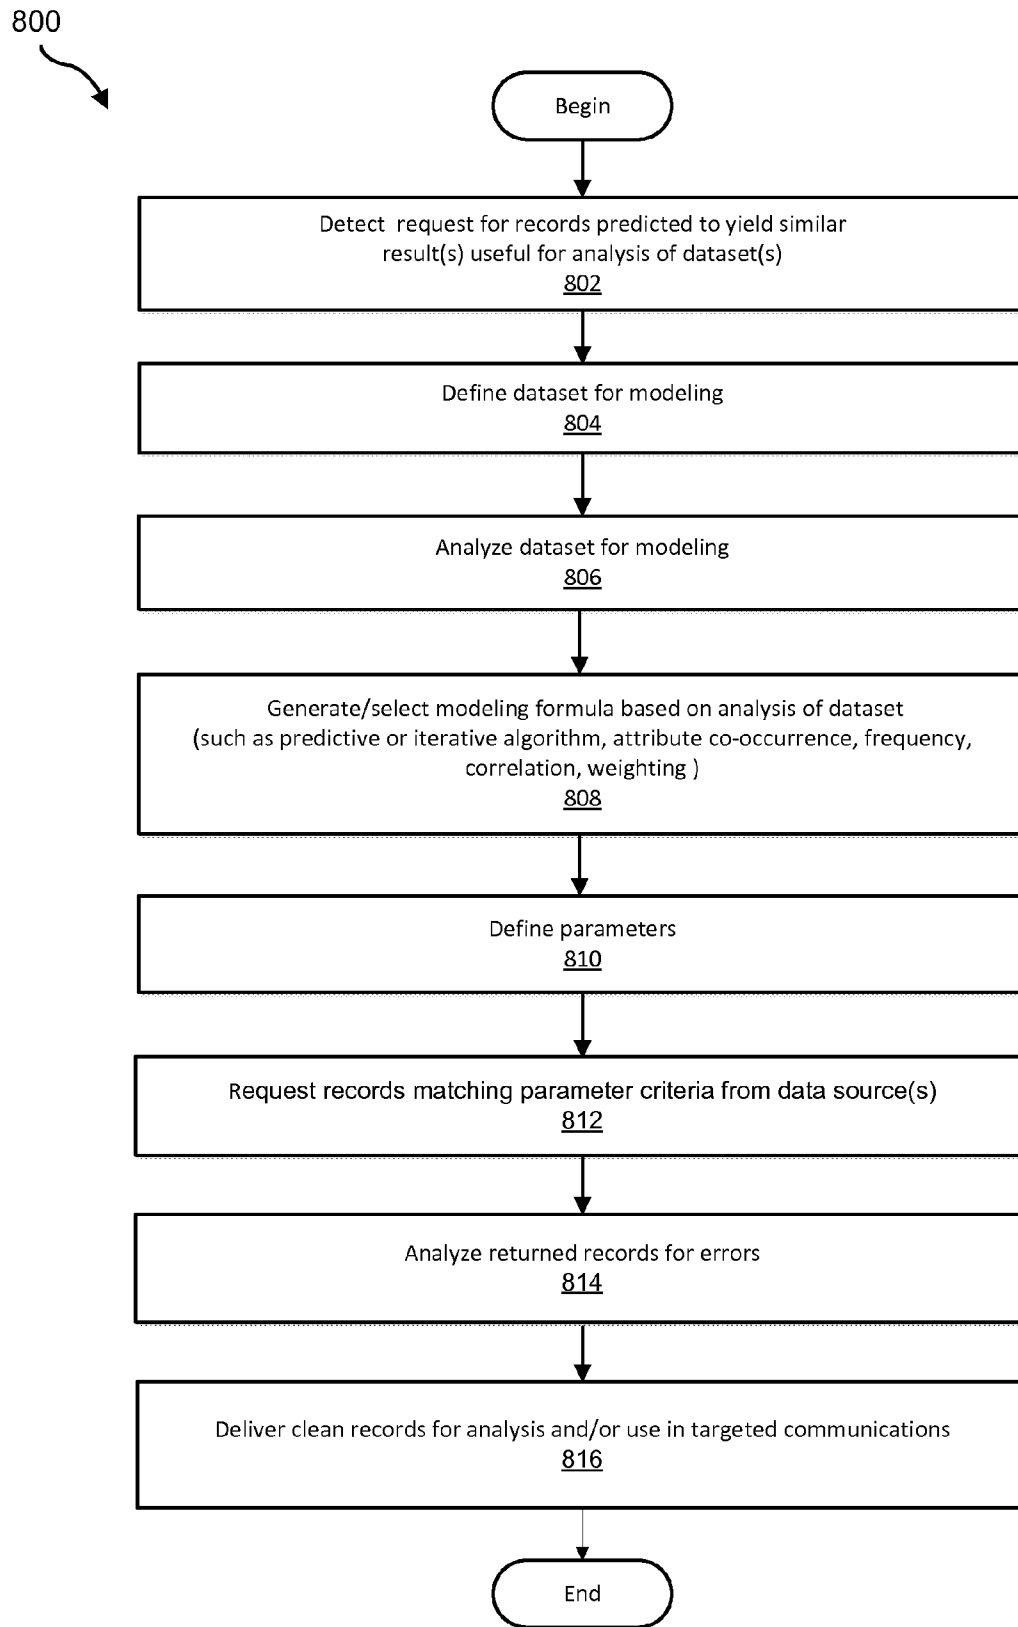 800
Begin
Detect request for records predicted to yield similar
result(s) useful for analysis of dataset(s)
802
Define dataset for modeling
804
Analyze dataset for modeling
806
Generate/select modeling formula based on analysis of dataset
(such as predictive or iterative algorithm, attribute co-occurrence, frequency,
correlation, weighting )
808
Define parameters
810
Request records matching parameter criteria from data source(s)
812
Analyze returned records for errors
814
Deliver clean records for analysis and/or use in targeted communications
816
End